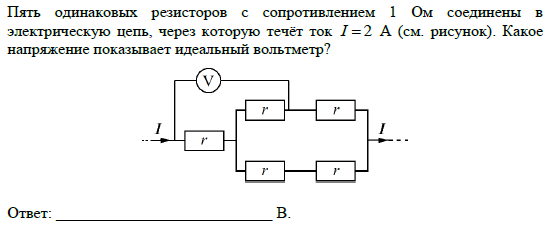 Пять одинаковых резисторов с сопротивлением 1 Ом соединены в
электрическую цепь, через которую течёт ток I = 2 А (см. рисунок). Какое
напряжение показывает идеальный вольтметр?
V
r r
I I
r
r r
Ответ: ____________________________ В.